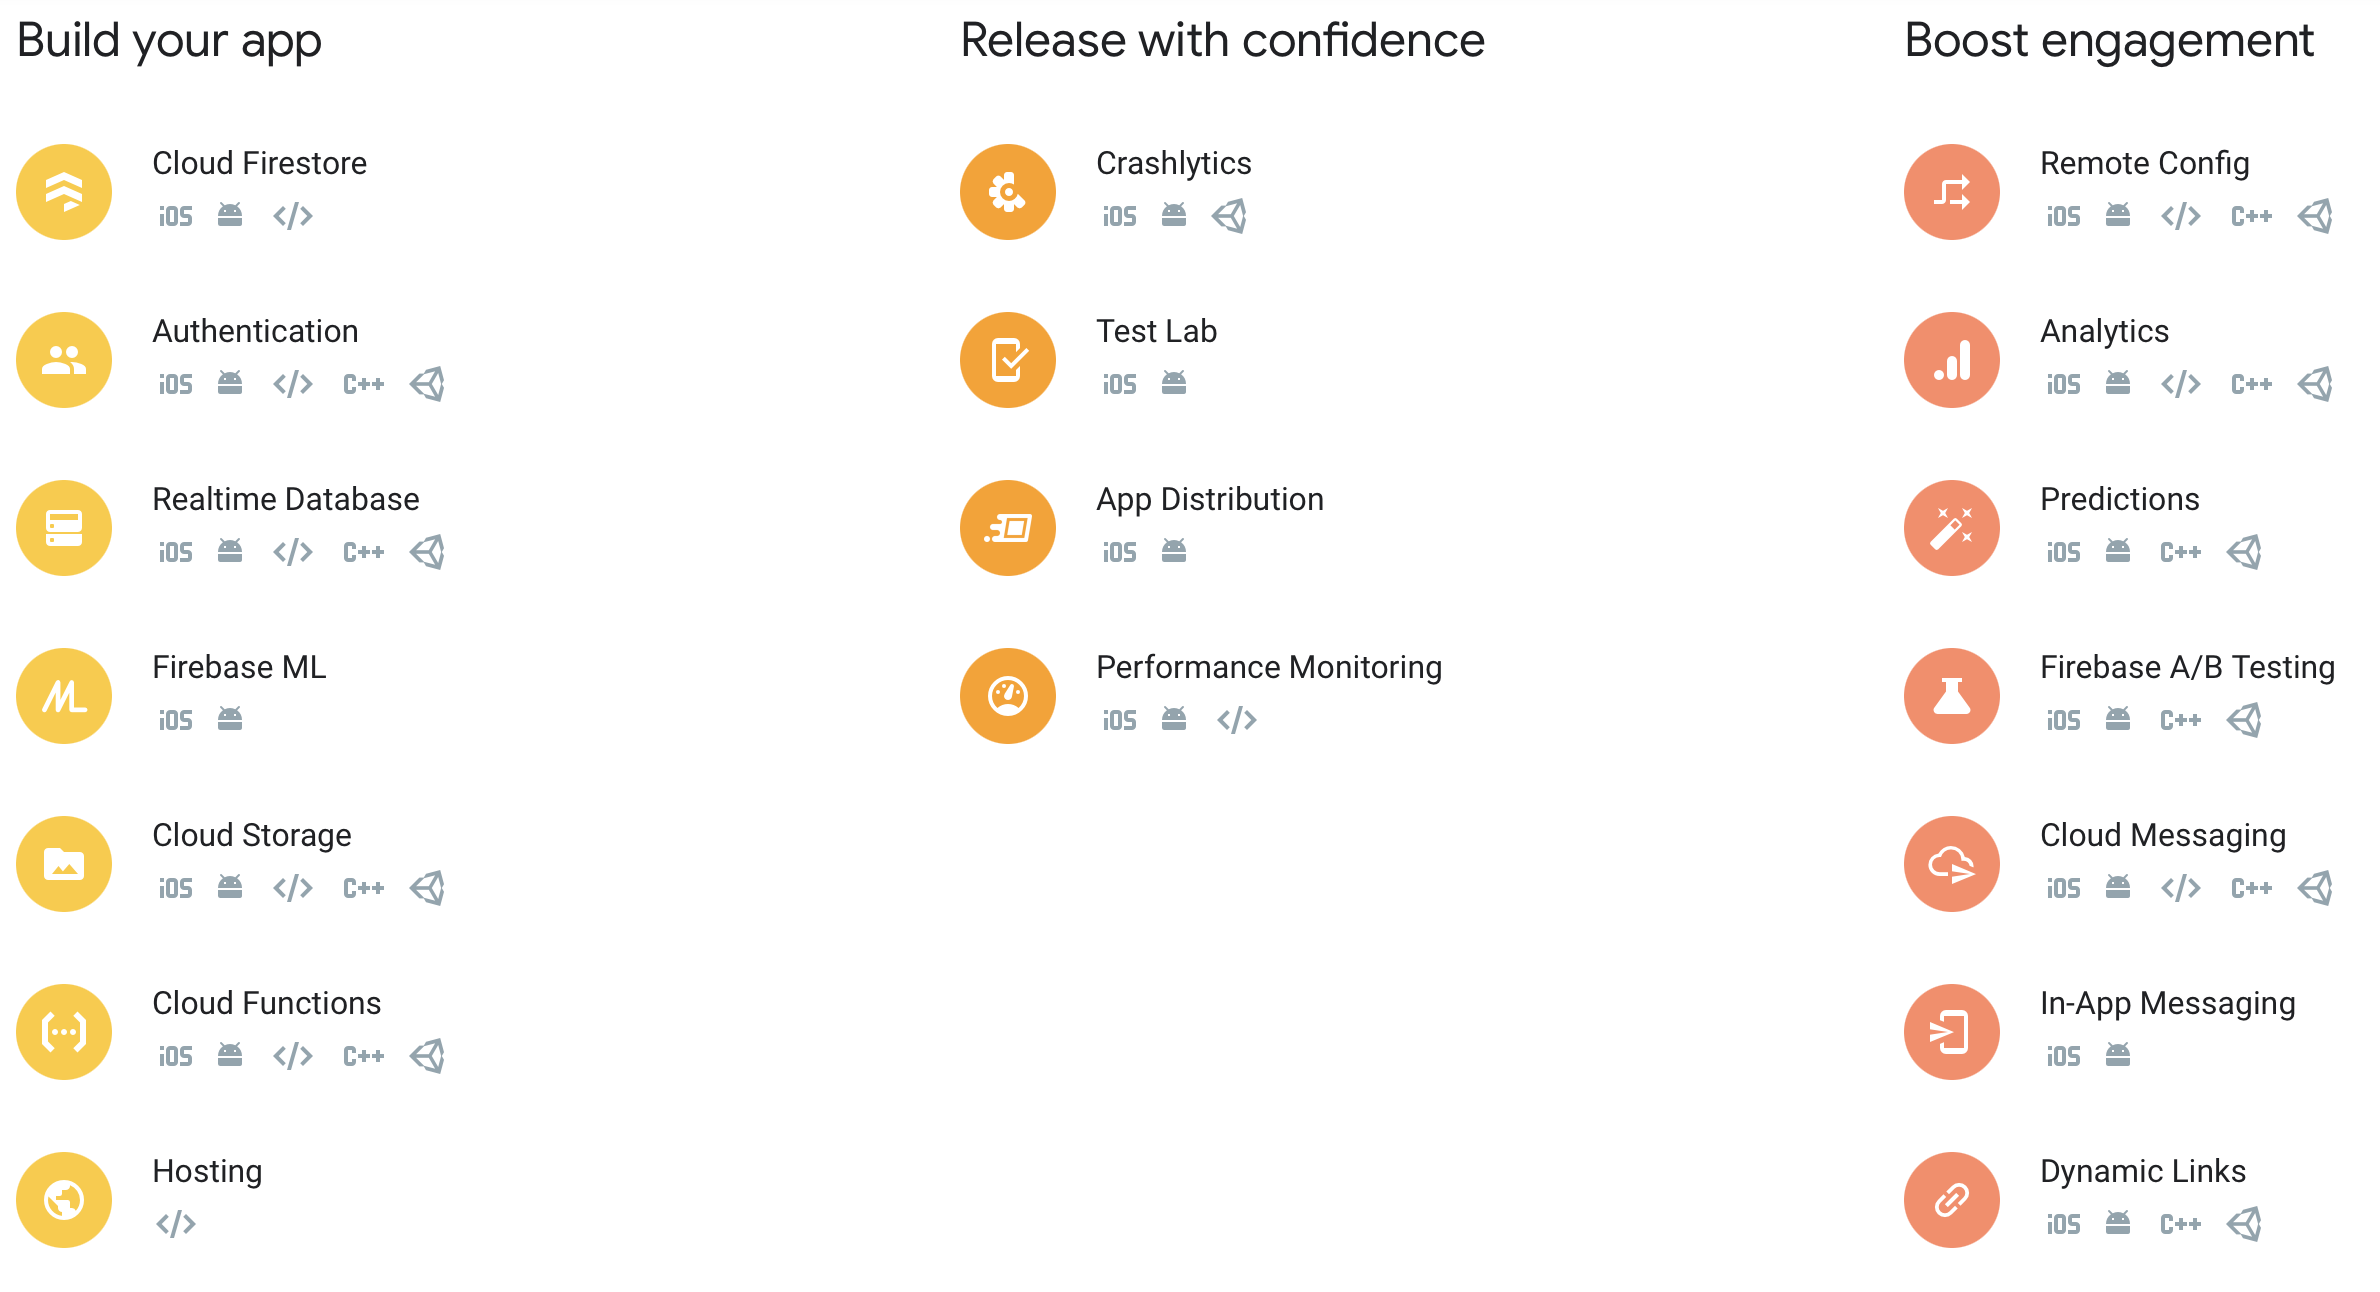 Build your app
Cloud Firestore
iOS </>
Authentication
iOS </> C++
Realtime Database
iOS </> C++
Firebase ML
iOS
Cloud Storage
iOS </> C++
Cloud Functions
iOS </> C++
Hosting
</>
Release with confidence
Crashlytics
iOS
Test Lab
iOS
App Distribution
iOS
Performance Monitoring
iOS </>
Boost engagement
Remote Config
iOS </> C++
Analytics
iOS </> C++
Predictions
iOS C++
Firebase A/B Testing
iOS C++
Cloud Messaging
iOS </> C++
In-App Messaging
iOS
Dynamic Links
iOS C++